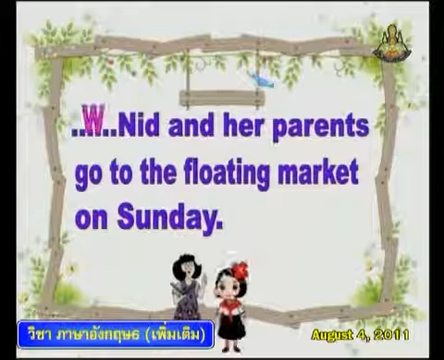 ..W..Nid and her parents
go to the floating market
on Sunday.
วิชา ภาษาอังกฤษ6 (เพิ่มเติม)
August 4, 2011